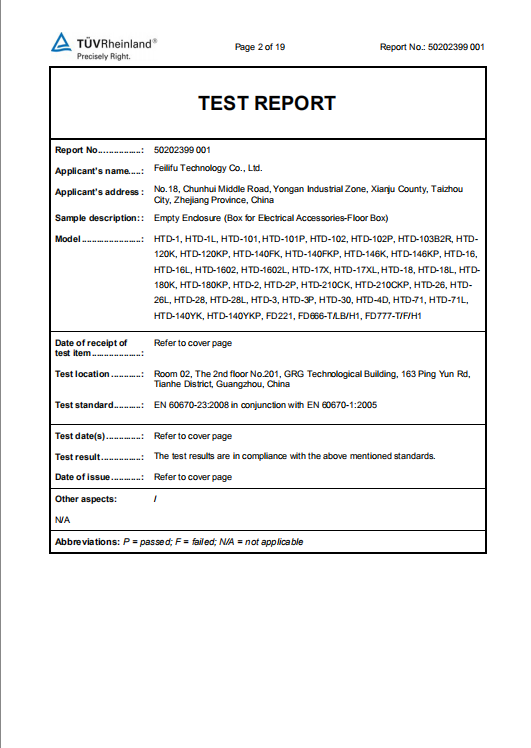 TÜVRheinland®
Precisely Right.
Page 2 of 19
Report No.: 50202399 001
TEST REPORT
Report No................: 50202399 001
Applicant's name.....: Feilifu Technology Co., Ltd.
Applicant's address : No.18, Chunhui Middle Road, Yongan Industrial Zone, Xianju County, Taizhou
City, Zhejiang Province, China
Sample description:: Empty Enclosure (Box for Electrical Accessories-Floor Box)
Model ......................: HTD-1, HTD-1L, HTD-101, HTD-101P, HTD-102, HTD-102P, HTD-103B2R, HTD-
120K, HTD-120KP, HTD-140FK, HTD-140FKP, HTD-146K, HTD-146KP, HTD-16,
HTD-16L, HTD-1602, HTD-1602L, HTD-17X, HTD-17XL, HTD-18, HTD-18L, HTD-
180K, HTD-180KP, HTD-2, HTD-2P, HTD-210CK, HTD-210CKP, HTD-26, HTD-
26L, HTD-28, HTD-28L, HTD-3, HTD-3P, HTD-30, HTD-4D, HTD-71, HTD-71L,
HTD-140YK, HTD-140YKP, FD221, FD666-T/LB/H1, FD777-T/F/H1
Date of receipt of
test item ...................: Refer to cover page
Test location ...........: Room 02, The 2nd floor No.201, GRG Technological Building, 163 Ping Yun Rd,
Tianhe District, Guangzhou, China
Test standard..........: EN 60670-23:2008 in conjunction with EN 60670-1:2005
Test date(s) .............: Refer to cover page
Test result ...............: The test results are in compliance with the above mentioned standards.
Date of issue ...........: Refer to cover page
Other aspects: /
N/A
Abbreviations: P = passed; F = failed; N/A = not applicable